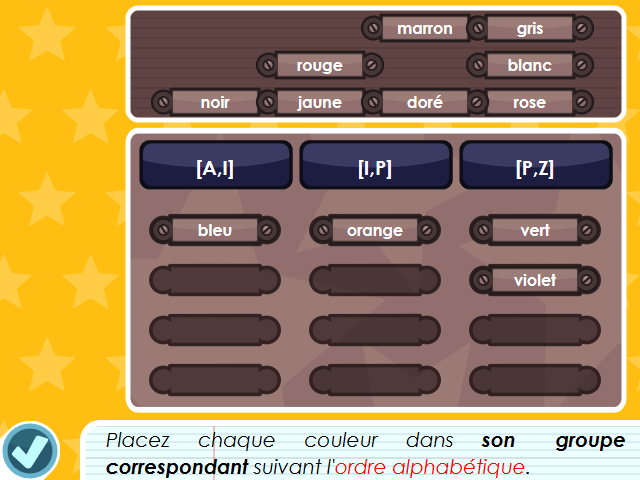 marron gris
rouge blanc
noir jaune doré rose
[A,I] [I,P] [P,Z]
bleu orange vert
violet
Placez chaque couleur dans son groupe
correspondant suivant l'ordre alphabétique.